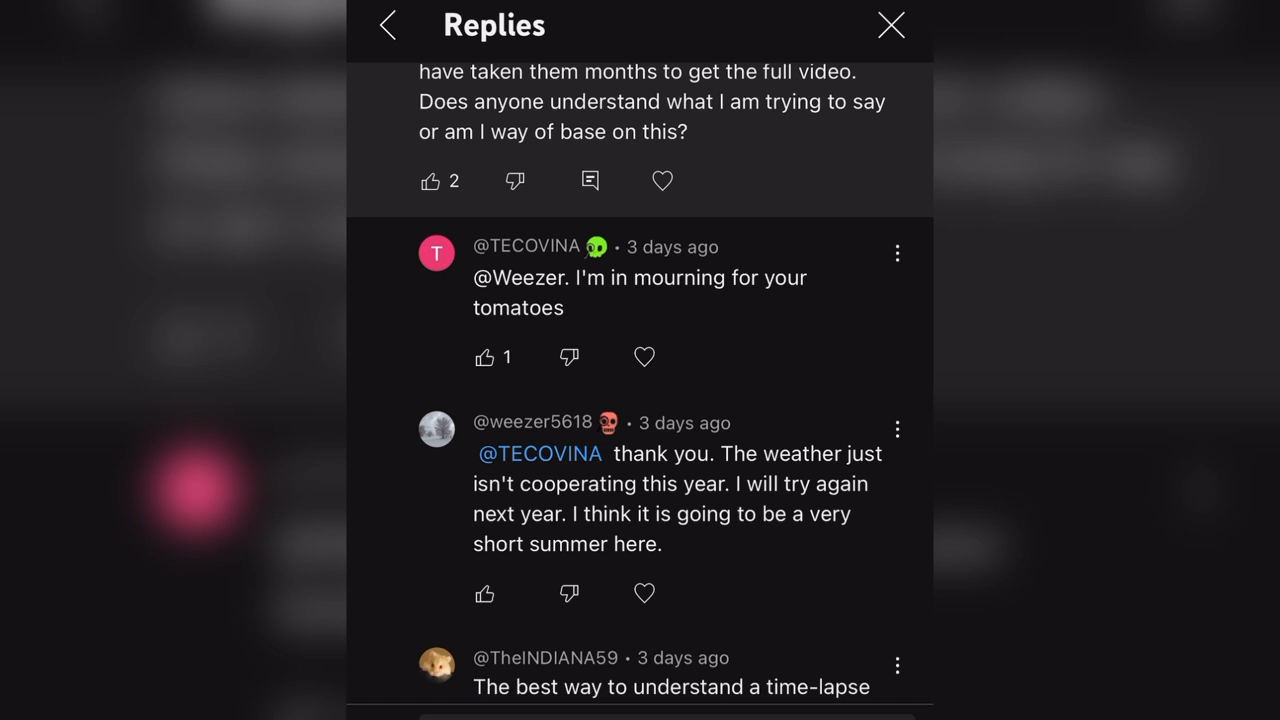 Replies
have taken them months to get the full video.
Does anyone understand what I am trying to say
or am I way of base on this?
2
T
@TECOVINA • 3 days ago
@Weezer. I'm in mourning for your
tomatoes
1
@weezer5618 • 3 days ago
@TECOVINA thank you. The weather just
isn't cooperating this year. I will try again
next year. I think it is going to be a very
short summer here.
@TheINDIANA59 • 3 days ago
The best way to understand a time-lapse